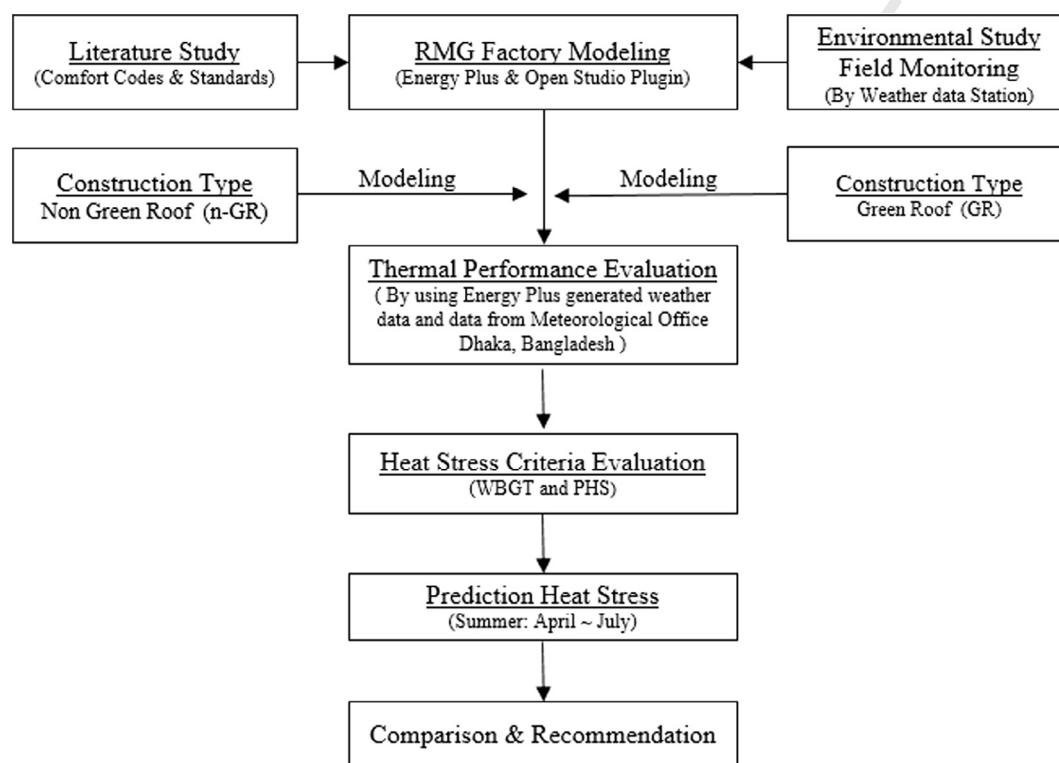 Literature Study
(Comfort Codes & Standards)
RMG Factory Modeling
(Energy Plus & Open Studio Plugin)
Environmental Study
Field Monitoring
(By Weather data Station)
Construction Type
Non Green Roof (n-GR)
Modeling
Modeling
Construction Type
Green Roof (GR)
Thermal Performance Evaluation
( By using Energy Plus generated weather
data and data from Meteorological Office
Dhaka, Bangladesh )
Heat Stress Criteria Evaluation
(WBGT and PHS)
Prediction Heat Stress
(Summer: April ~ July)
Comparison & Recommendation